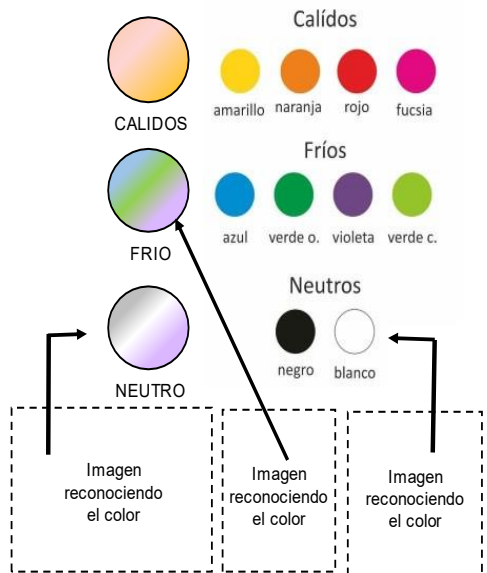 Calídos
amarillo naranja rojo fucsia
CALIDOS
Fríos
azul verde o. violeta verde c.
FRIO
Neutros
negro blanco
NEUTRO
Imagen
reconociendo
el color
Imagen
reconociendo
el color
Imagen
reconociendo
el color